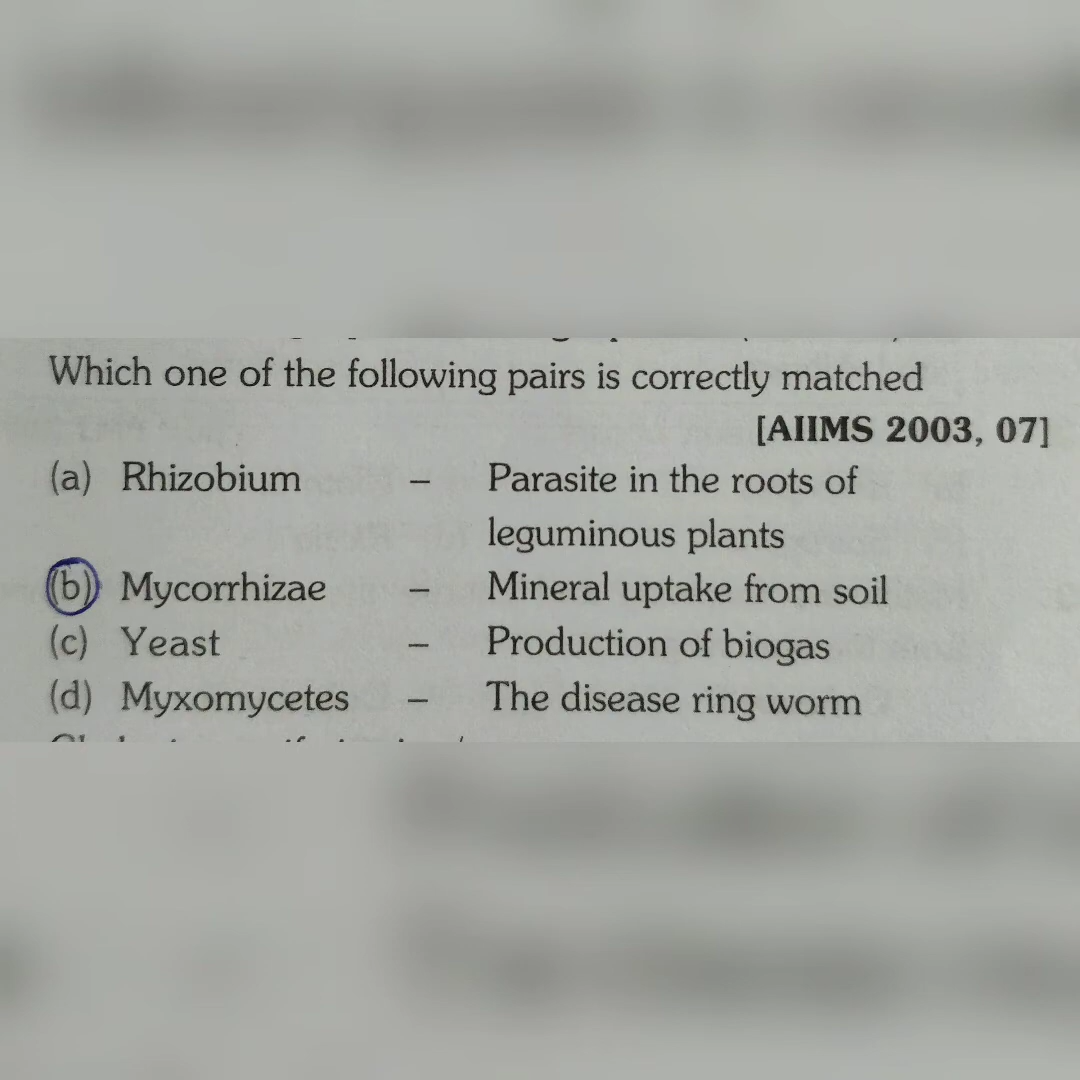 Which one of the following pairs is correctly matched
[AIIMS 2003, 07]
(a) Rhizobium – Parasite in the roots of
leguminous plants
(b) Mycorrhizae – Mineral uptake from soil
(c) Yeast – Production of biogas
(d) Myxomycetes – The disease ring worm